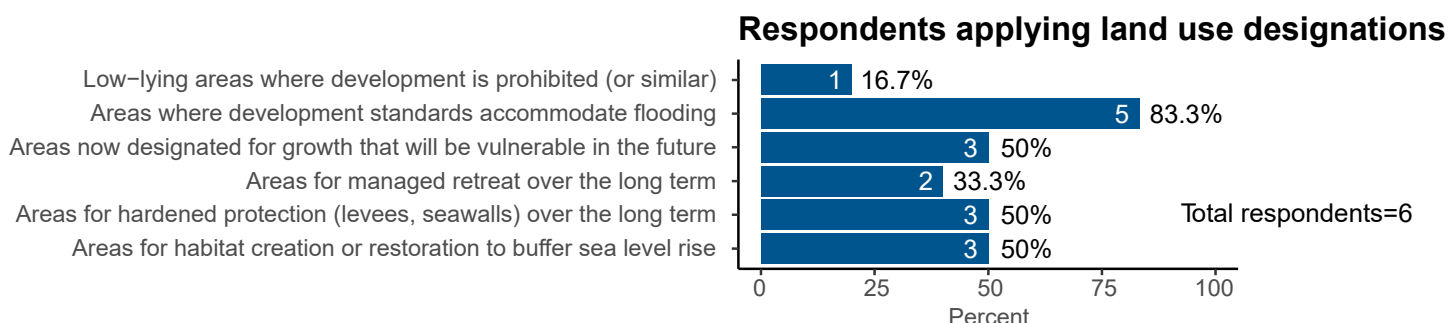 Respondents applying land use designations
Low−lying areas where development is prohibited (or similar) 1 16.7%
Areas where development standards accommodate flooding 5 83.3%
Areas now designated for growth that will be vulnerable in the future 3 50%
Areas for managed retreat over the long term 2 33.3%
Areas for hardened protection (levees, seawalls) over the long term 3 50% Total respondents=6
Areas for habitat creation or restoration to buffer sea level rise 3 50%
0 25 50 75 100
Percent